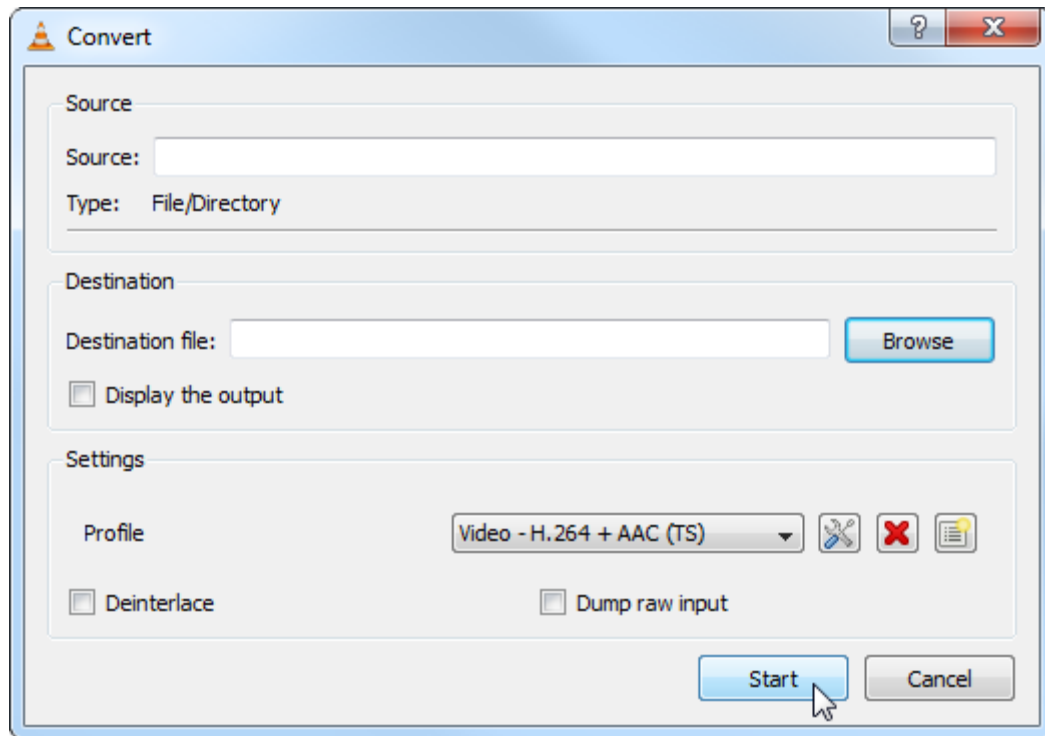 Convert
Source
Source:
Type: File/Directory
Destination
Destination file:
Browse
Display the output
Settings
Profile
Video - H.264 + AAC (TS)
Deinterlace
Dump raw input
Start
Cancel